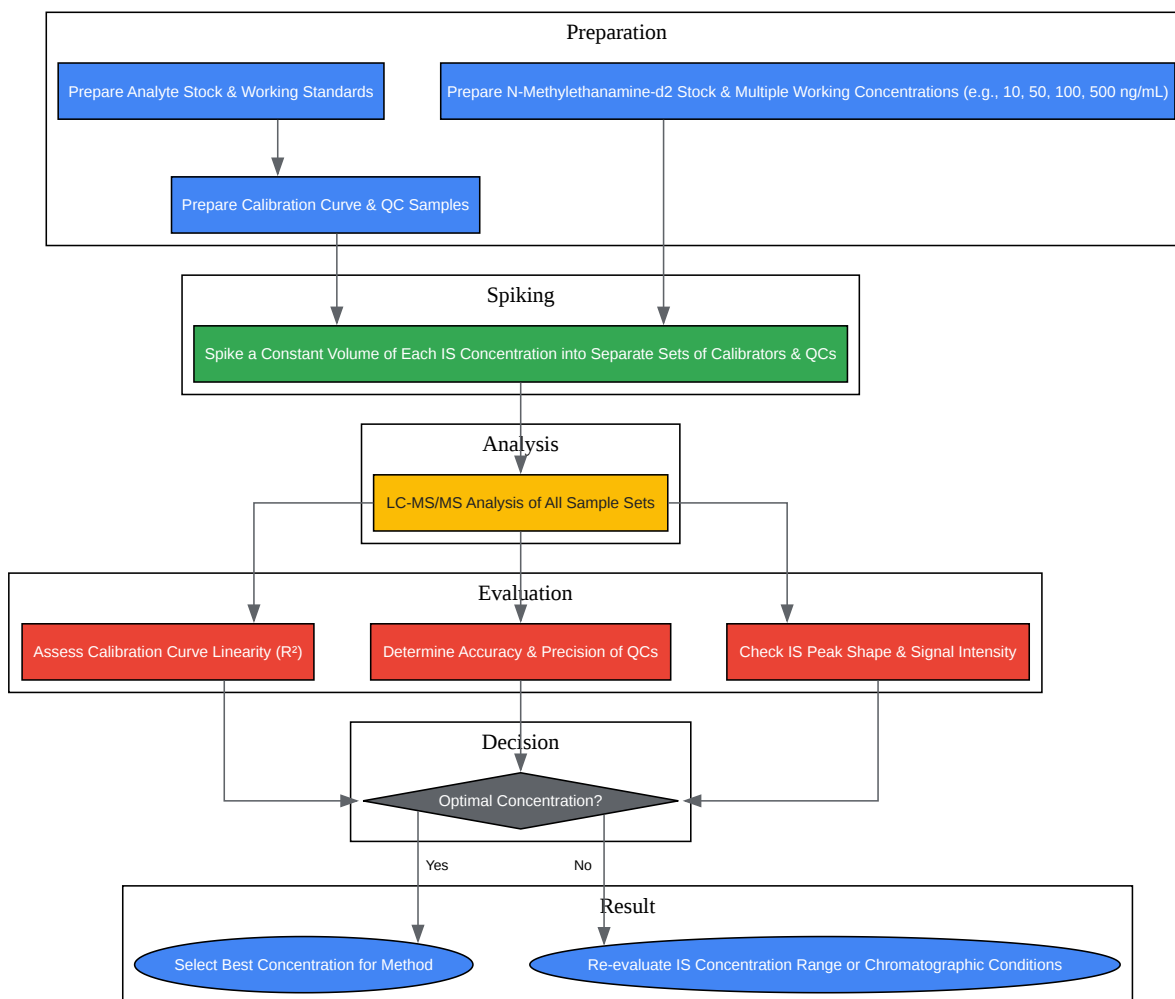 Preparation
Prepare Analyte Stock & Working Standards
Prepare N-Methylethanamine-d2 Stock & Multiple Working Concentrations (e.g., 10, 50, 100, 500 ng/mL)
Prepare Calibration Curve & QC Samples
Spiking
Spike a Constant Volume of Each IS Concentration into Separate Sets of Calibrators & QCs
Analysis
LC-MS/MS Analysis of All Sample Sets
Evaluation
Assess Calibration Curve Linearity (R²)
Determine Accuracy & Precision of QCs
Check IS Peak Shape & Signal Intensity
Decision
Optimal Concentration?
Yes
No
Result
Select Best Concentration for Method
Re-evaluate IS Concentration Range or Chromatographic Conditions